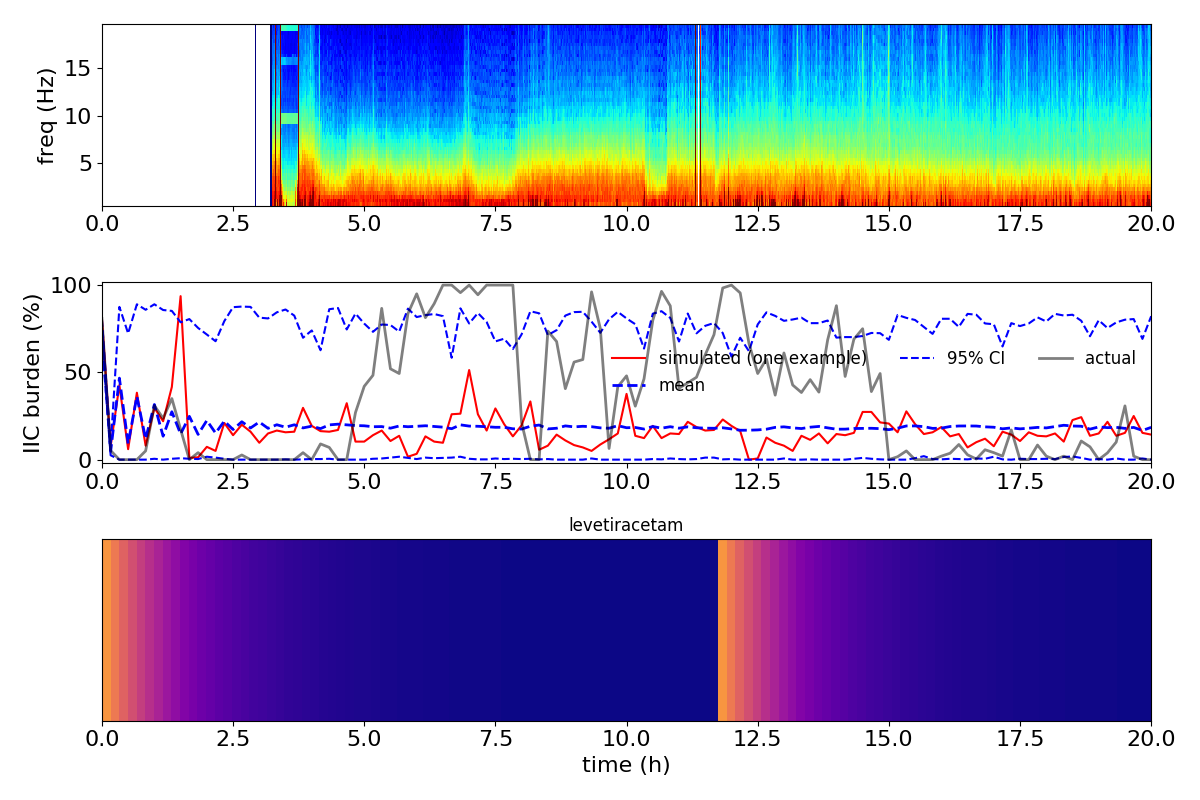 freq (Hz)
15
10
5
0.0 2.5 5.0 7.5 10.0 12.5 15.0 17.5 20.0
IIC burden (%)
100
50
0
simulated (one example) 95% CI actual
mean
0.0 2.5 5.0 7.5 10.0 12.5 15.0 17.5 20.0
levetiracetam
0.0 2.5 5.0 7.5 10.0 12.5 15.0 17.5 20.0
time (h)